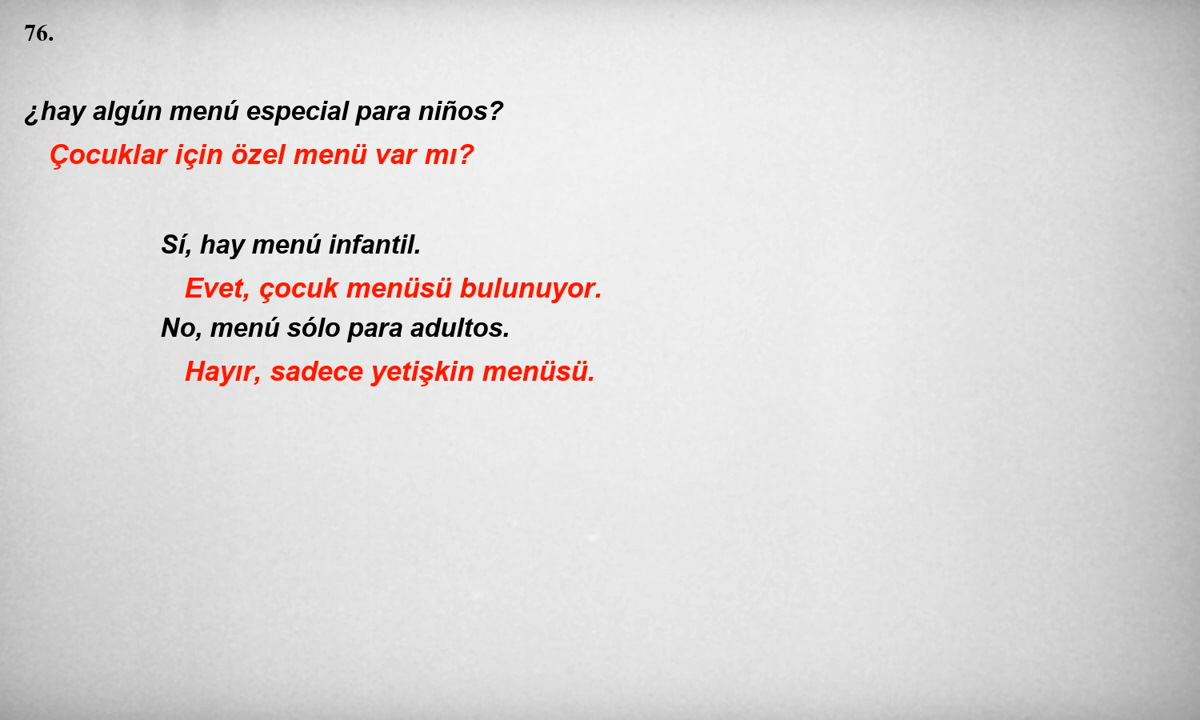 76.
¿hay algún menú especial para niños?
Çocuklar için özel menü var mı?
Sí, hay menú infantil.
Evet, çocuk menüsü bulunuyor.
No, menú sólo para adultos.
Hayır, sadece yetişkin menüsü.